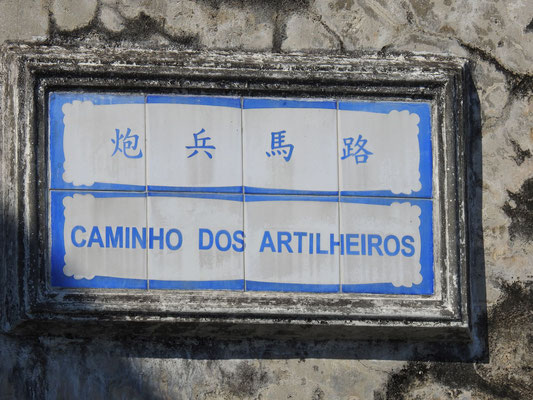 炮兵馬路
CAMINHO DOS ARTILHEIROS